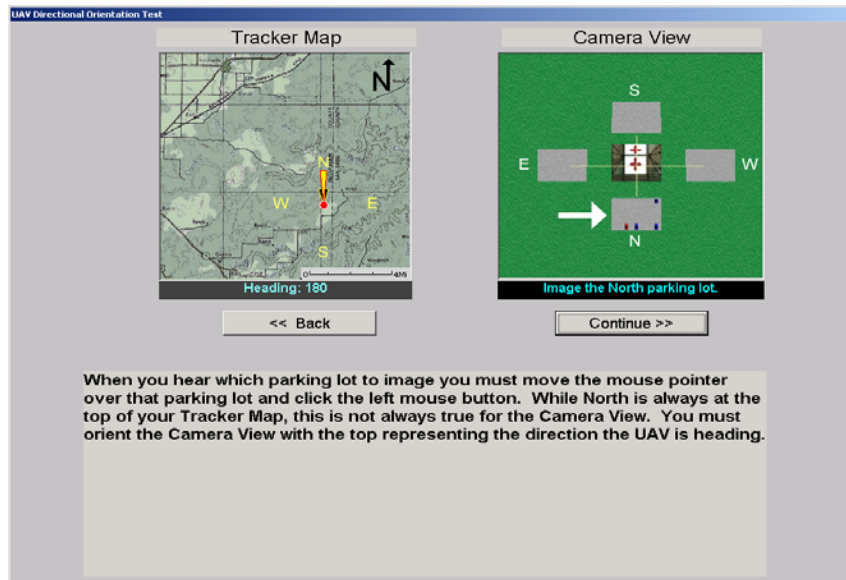 UAV Directional Orientation Test
Tracker Map
Camera View
N
N
W
E
S
0
4Mi
Heading: 180
S
E
W
N
Image the North parking lot.
<< Back
Continue >>
When you hear which parking lot to image you must move the mouse pointer
over that parking lot and click the left mouse button. While North is always at the
top of your Tracker Map, this is not always true for the Camera View. You must
orient the Camera View with the top representing the direction the UAV is heading.